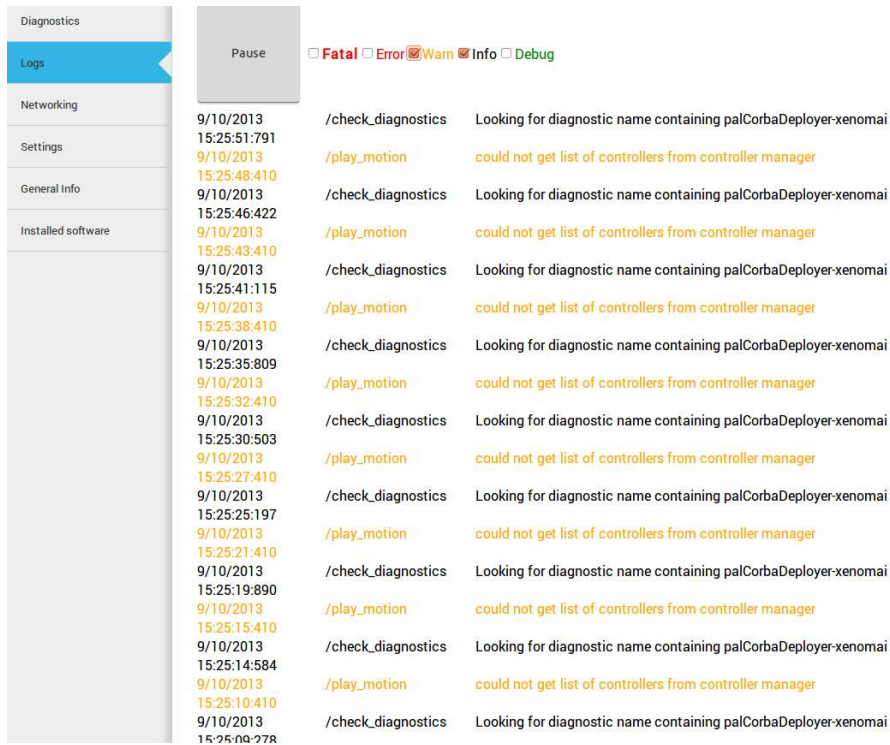 Diagnostics
Logs
Networking
Settings
General Info
Installed software
Pause
Fatal Error Warn Info Debug
9/10/2013 /check_diagnostics Looking for diagnostic name containing palCorbaDeployer-xenomai
15:25:51:791
9/10/2013 /play_motion could not get list of controllers from controller manager
15:25:48:410
9/10/2013 /check_diagnostics Looking for diagnostic name containing palCorbaDeployer-xenomai
15:25:46:422
9/10/2013 /play_motion could not get list of controllers from controller manager
15:25:43:410
9/10/2013 /check_diagnostics Looking for diagnostic name containing palCorbaDeployer-xenomai
15:25:41:115
9/10/2013 /play_motion could not get list of controllers from controller manager
15:25:38:410
9/10/2013 /check_diagnostics Looking for diagnostic name containing palCorbaDeployer-xenomai
15:25:35:809
9/10/2013 /play_motion could not get list of controllers from controller manager
15:25:32:410
9/10/2013 /check_diagnostics Looking for diagnostic name containing palCorbaDeployer-xenomai
15:25:30:503
9/10/2013 /play_motion could not get list of controllers from controller manager
15:25:27:410
9/10/2013 /check_diagnostics Looking for diagnostic name containing palCorbaDeployer-xenomai
15:25:25:197
9/10/2013 /play_motion could not get list of controllers from controller manager
15:25:21:410
9/10/2013 /check_diagnostics Looking for diagnostic name containing palCorbaDeployer-xenomai
15:25:19:890
9/10/2013 /play_motion could not get list of controllers from controller manager
15:25:15:410
9/10/2013 /check_diagnostics Looking for diagnostic name containing palCorbaDeployer-xenomai
15:25:14:584
9/10/2013 /play_motion could not get list of controllers from controller manager
15:25:10:410
9/10/2013 /check_diagnostics Looking for diagnostic name containing palCorbaDeployer-xenomai
15:25:09:278